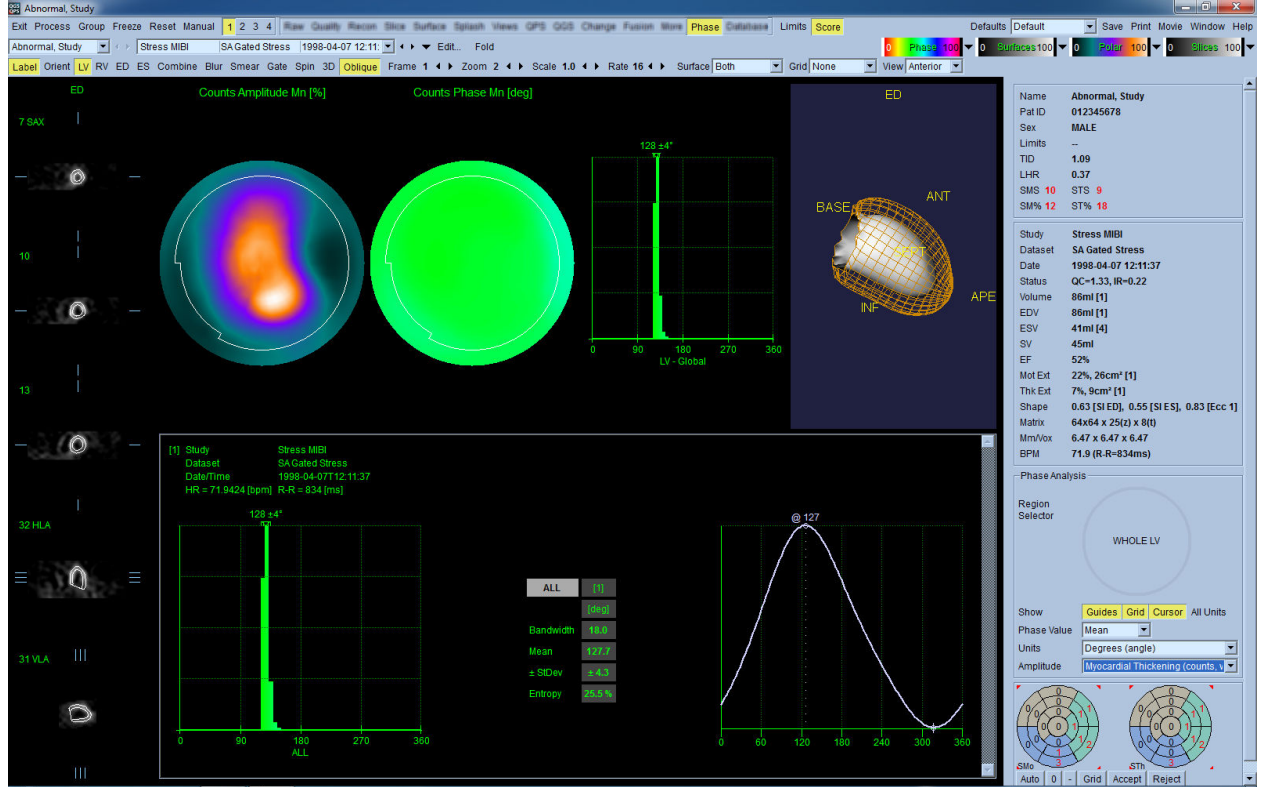 Abnormal, Study
Exit Process Group Freeze Reset Manual 1 2 3 4 Raw Quality Recon Slice Surface Splash Views QPS QGS Change Fusion More Phase Database Limits Score Defaults Default Save Print Movie Window Help
Abnormal, Study Stress MIBI SA Gated Stress 1998-04-07 12:11: Edit... Fold 0 Phase 100 0 Surfaces 100 0 Polar 100 0 Slices 100
Label Orient LV RV ED ES Combine Blur Smear Gate Spin 3D Oblique Frame 1 Zoom 2 Scale 1.0 Rate 16 Surface Both Grid None View Anterior
ED
7 SAX
10
13
32 HLA
31 VLA
Counts Amplitude Mn [%]
Counts Phase Mn [deg]
128 ±4°
0 90 180 270 360
LV - Global
ED
ANT
BASE
SEPT
INF
APE
[1] Study Stress MIBI
Dataset SA Gated Stress
Date/Time 1998-04-07T12:11:37
HR = 71.9424 [bpm] R-R = 834 [ms]
128 ±4°
0 90 180 270 360
ALL
ALL [1]
[deg]
Bandwidth 18.0
Mean 127.7
± StDev ± 4.3
Entropy 25.5 %
@ 127
0 60 120 180 240 300 360
Name Abnormal, Study
Pat ID 012345678
Sex MALE
Limits --
TID 1.09
LHR 0.37
SMS 10 STS 9
SM% 12 ST% 18
Study Stress MIBI
Dataset SA Gated Stress
Date 1998-04-07 12:11:37
Status QC=1.33, IR=0.22
Volume 86ml [1]
EDV 86ml [1]
ESV 41ml [4]
SV 45ml
EF 52%
Mot Ext 22%, 26cm² [1]
Thk Ext 7%, 9cm² [1]
Shape 0.63 [SI ED], 0.55 [SI ES], 0.83 [Ecc 1]
Matrix 64x64 x 25(z) x 8(t)
Mm/Vox 6.47 x 6.47 x 6.47
BPM 71.9 (R-R=834ms)
Phase Analysis
Region
Selector
WHOLE LV
Show Guides Grid Cursor All Units
Phase Value Mean
Units Degrees (angle)
Amplitude Myocardial Thickening (counts, v
SMo STh
Auto 0 - Grid Accept Reject